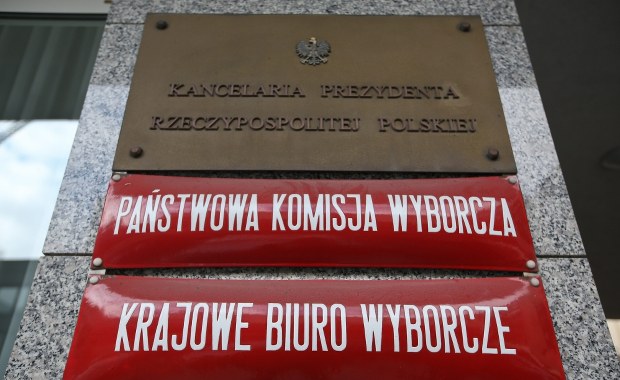 KANCELARIA PREZYDENTA
RZECZYPOSPOLITEJ POLSKIEJ
PAŃSTWOWA KOMISJA WYBORCZA
KRAJOWE BIURO WYBORCZE